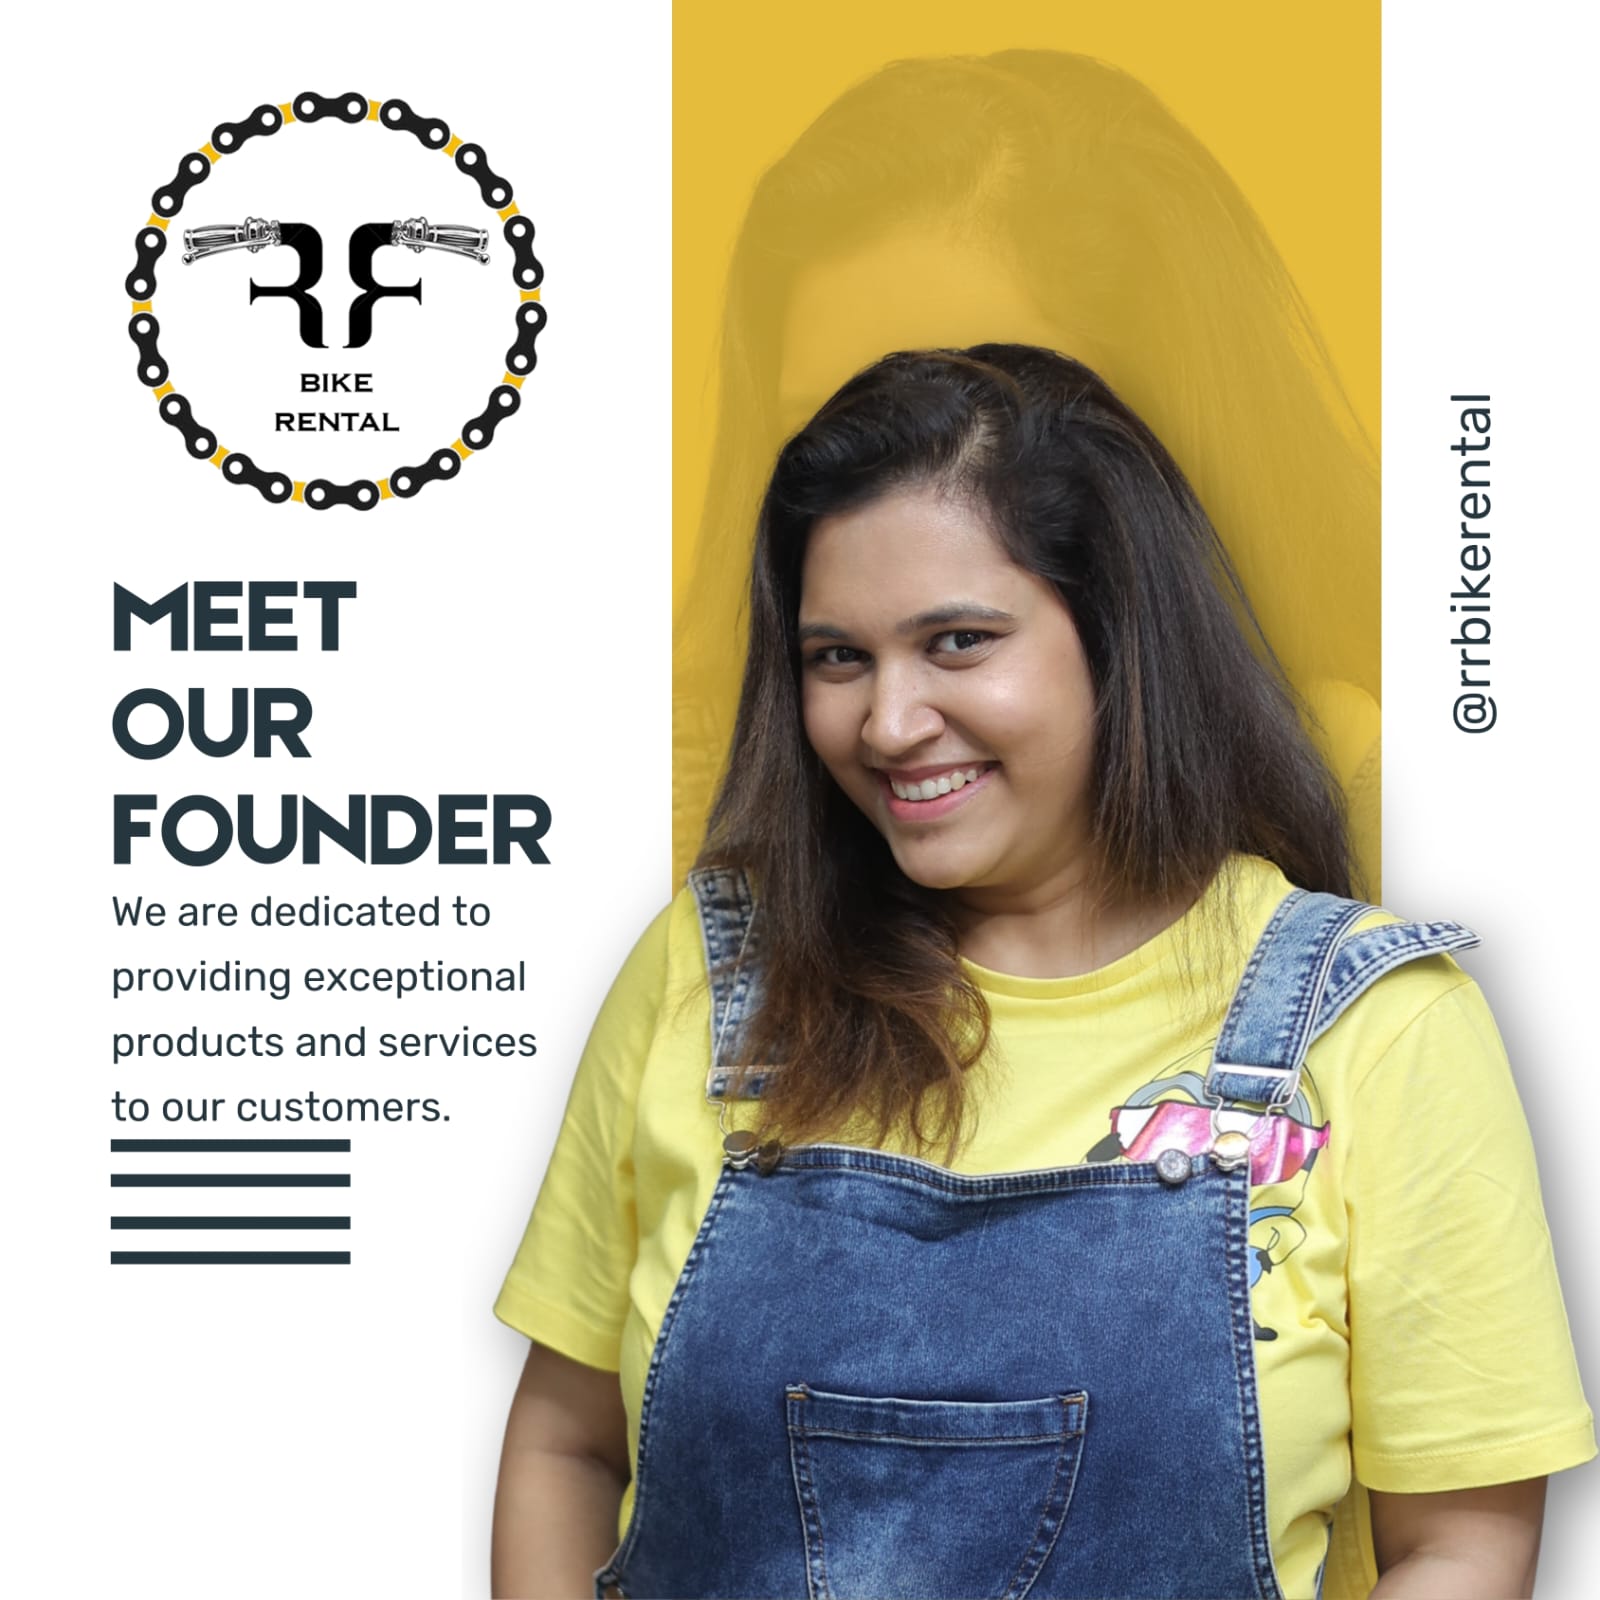 RR
BIKE
RENTAL
MEET
OUR
FOUNDER
We are dedicated to
providing exceptional
products and services
to our customers.
@rrbikerental